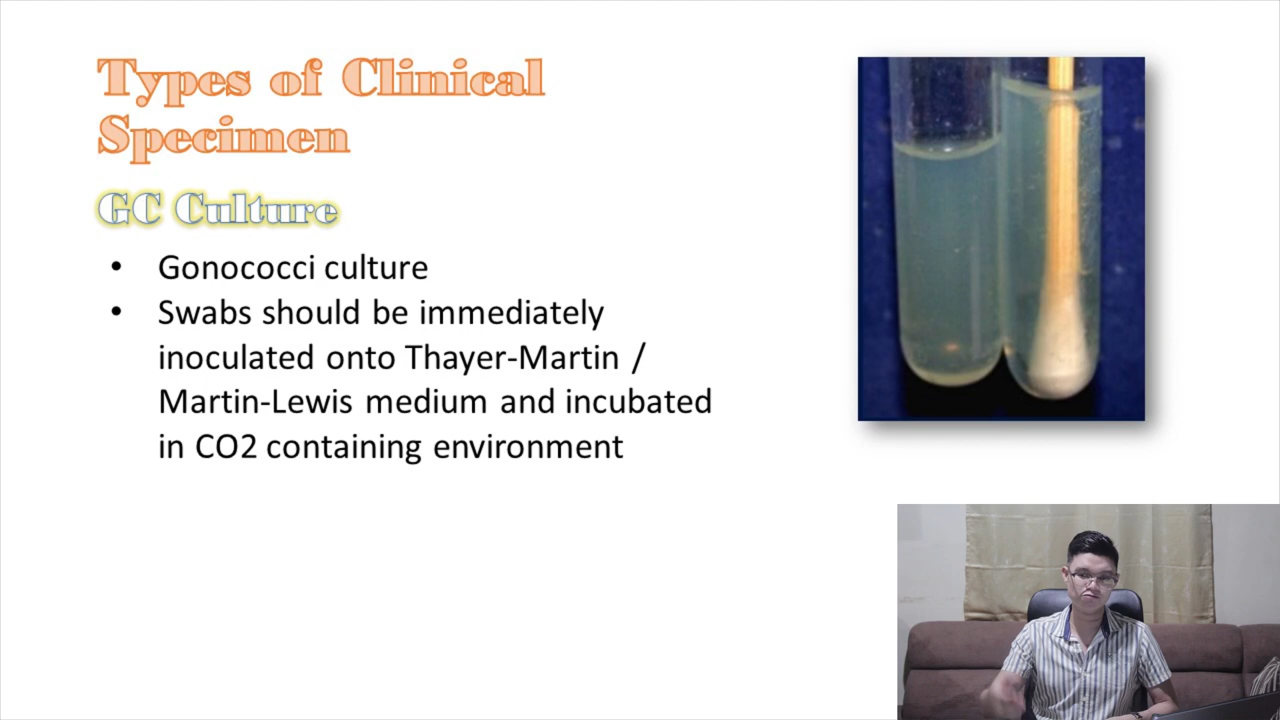 Types of Clinical
Specimen
GC Culture
• Gonococci culture
• Swabs should be immediately
inoculated onto Thayer-Martin /
Martin-Lewis medium and incubated
in CO2 containing environment